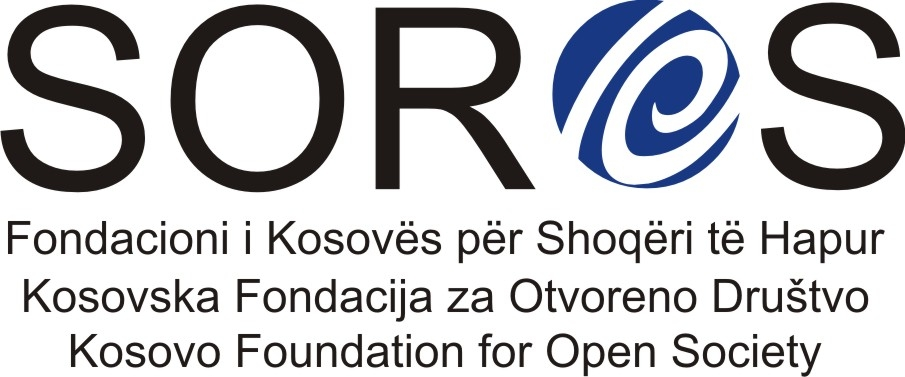 SOROS
Fondacioni i Kosovës për Shoqëri të Hapur
Kosovska Fondacija za Otvoreno Društvo
Kosovo Foundation for Open Society